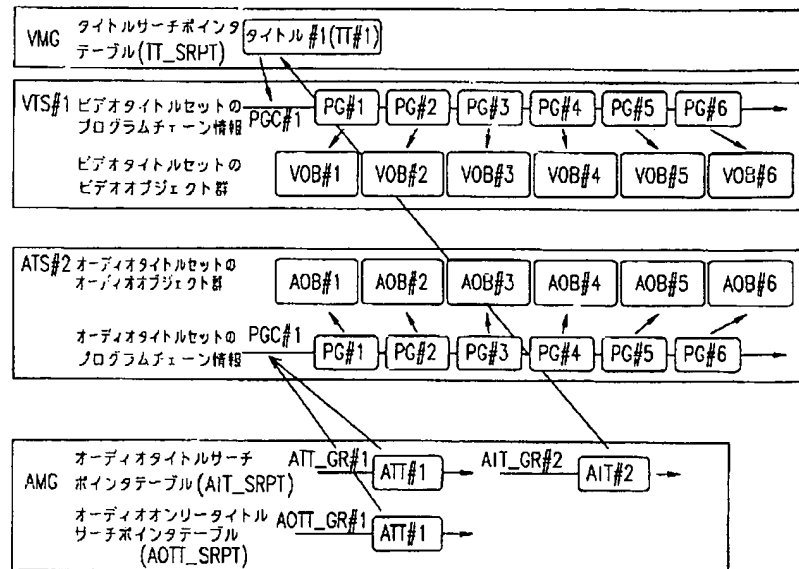 VMG
タイトルサーチポインタ
テーブル(TT_SRPT)
タイトル #1(TT#1)
VTS#1
ビデオタイトルセットの
プログラムチェーン情報
PGC#1
PG#1
PG#2
PG#3
PG#4
PG#5
PG#6
ビデオタイトルセットの
ビデオオブジェクト群
VOB#1
VOB#2
VOB#3
VOB#4
VOB#5
VOB#6
ATS#2
オーディオタイトルセットの
オーディオオブジェクト群
AOB#1
AOB#2
AOB#3
AOB#4
AOB#5
AOB#6
オーディオタイトルセットの
プログラムチェーン情報
PGC#1
PG#1
PG#2
PG#3
PG#4
PG#5
PG#6
AMG
オーディオタイトルサーチ
ポインタテーブル(AIT_SRPT)
ATT_GR#1
ATT#1
AIT_GR#2
AIT#2
オーディオオンリータイトル
サーチポインタテーブル
(AOTT_SRPT)
AOTT_GR#1
ATT#1